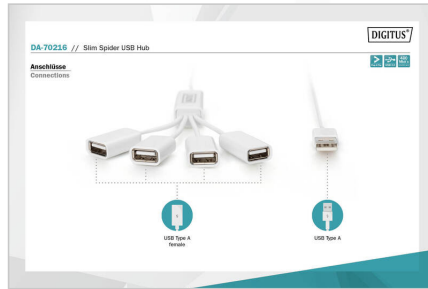 DIGITUS®
DA-70216 // Slim Spider USB Hub
Anschlüsse
Connections
USB Type A
female
USB Type A